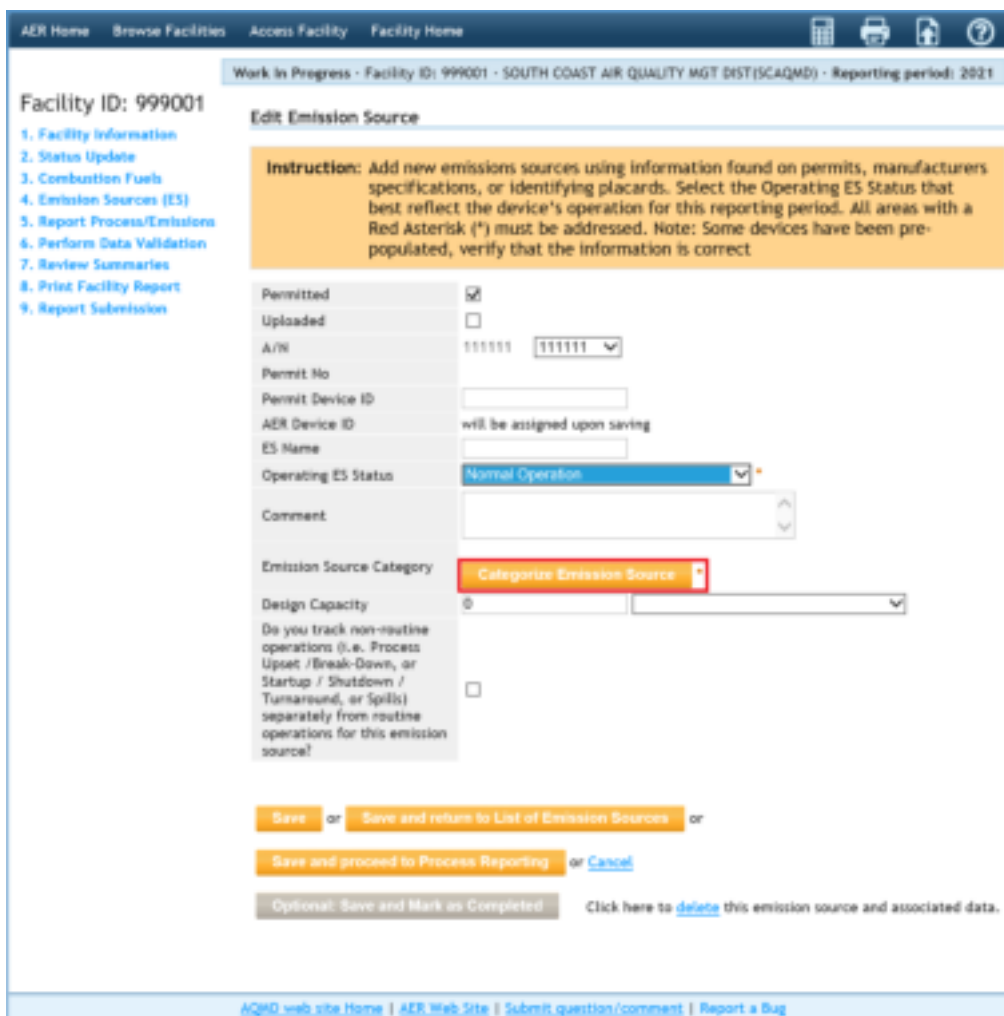 AER Home Browse Facilities Access Facility Facility Home
Work In Progress - Facility ID: 999001 - SOUTH COAST AIR QUALITY MGT DIST(SCAQMD) - Reporting period: 2021
Facility ID: 999001
1. Facility Information
2. Status Update
3. Combustion Fuels
4. Emission Sources (ES)
5. Report Process/Emissions
6. Perform Data Validation
7. Review Summaries
8. Print Facility Report
9. Report Submission
Edit Emission Source
Instruction: Add new emissions sources using information found on permits, manufacturers
specifications, or identifying placards. Select the Operating ES Status that
best reflect the device's operation for this reporting period. All areas with a
Red Asterisk (*) must be addressed. Note: Some devices have been pre-
populated, verify that the information is correct
Permitted
Uploaded
A/N 111111 111111
Permit No
Permit Device ID
AER Device ID will be assigned upon saving
ES Name
Operating ES Status Normal Operation *
Comment
Emission Source Category Categorize Emission Source *
Design Capacity 0
Do you track non-routine
operations (i.e. Process
Upset /Break-Down, or
Startup / Shutdown /
Turnaround, or Spills)
separately from routine
operations for this emission
source?
Save or Save and return to List of Emission Sources or
Save and proceed to Process Reporting or Cancel
Optional: Save and Mark as Completed Click here to delete this emission source and associated data.
AQMD web site Home | AER Web Site | Submit question/comment | Report a Bug